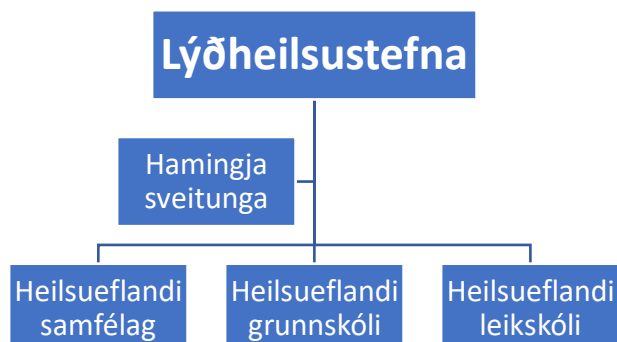 Lýðheilsustefna
Hamingja
sveitunga
Heilsueflandi
samfélag
Heilsueflandi
grunnskóli
Heilsueflandi
leikskóli